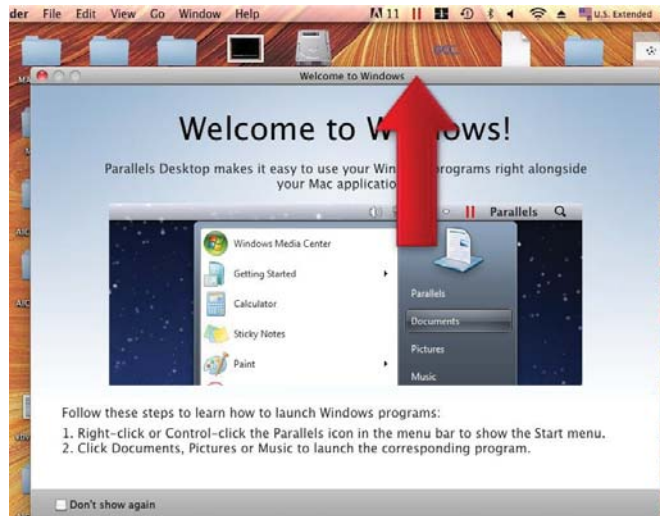 der File Edit View Go Window Help 11 U.S. Extended
Welcome to Windows
Welcome to W ows!
Parallels Desktop makes it easy to use your Win rograms right alongside
your Mac applicatio
Parallels
Windows Media Center
Getting Started
Calculator
Sticky Notes
Paint
Parallels
Documents
Pictures
Music
Follow these steps to learn how to launch Windows programs:
1. Right-click or Control-click the Parallels icon in the menu bar to show the Start menu.
2. Click Documents, Pictures or Music to launch the corresponding program.
Don't show again